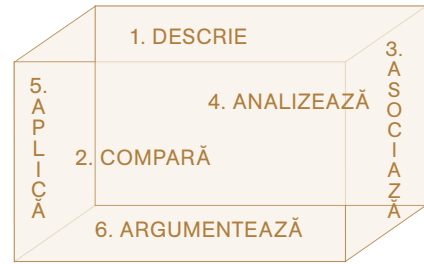 1. DESCRIE
2. COMPARĂ
3. ASOCIAZĂ
4. ANALIZEAZĂ
5. APLICĂ
6. ARGUMENTEAZĂ